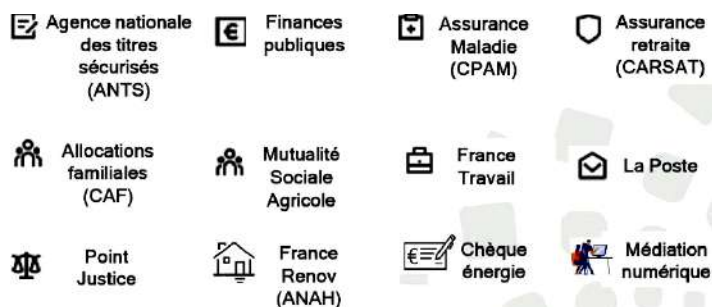 Agence nationale
des titres
sécurisés
(ANTS)
Finances
publiques
Assurance
Maladie
(CPAM)
Assurance
retraite
(CARSAT)
Allocations
familiales
(CAF)
Mutualité
Sociale
Agricole
France
Travail
La Poste
Point
Justice
France
Renov
(ANAH)
Chèque
énergie
Médiation
numérique